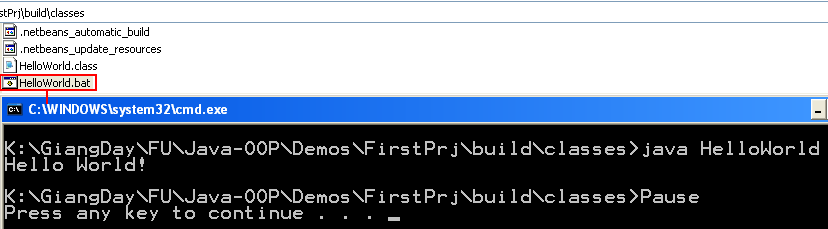 stPrj\build\classes
.netbeans_automatic_build
.netbeans_update_resources
HelloWorld.class
HelloWorld.bat
C:\WINDOWS\system32\cmd.exe
K:\GiangDay\FU\Java-OOP\Demos\FirstPrj\build\classes>java HelloWorld
Hello World!
K:\GiangDay\FU\Java-OOP\Demos\FirstPrj\build\classes>Pause
Press any key to continue . . . _